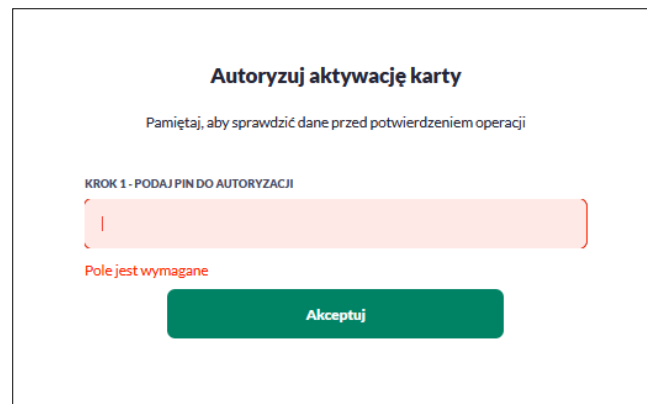 Autoryzuj aktywację karty
Pamiętaj, aby sprawdzić dane przed potwierdzeniem operacji
KROK 1 - PODAJ PIN DO AUTORYZACJI
Pole jest wymagane
Akceptuj